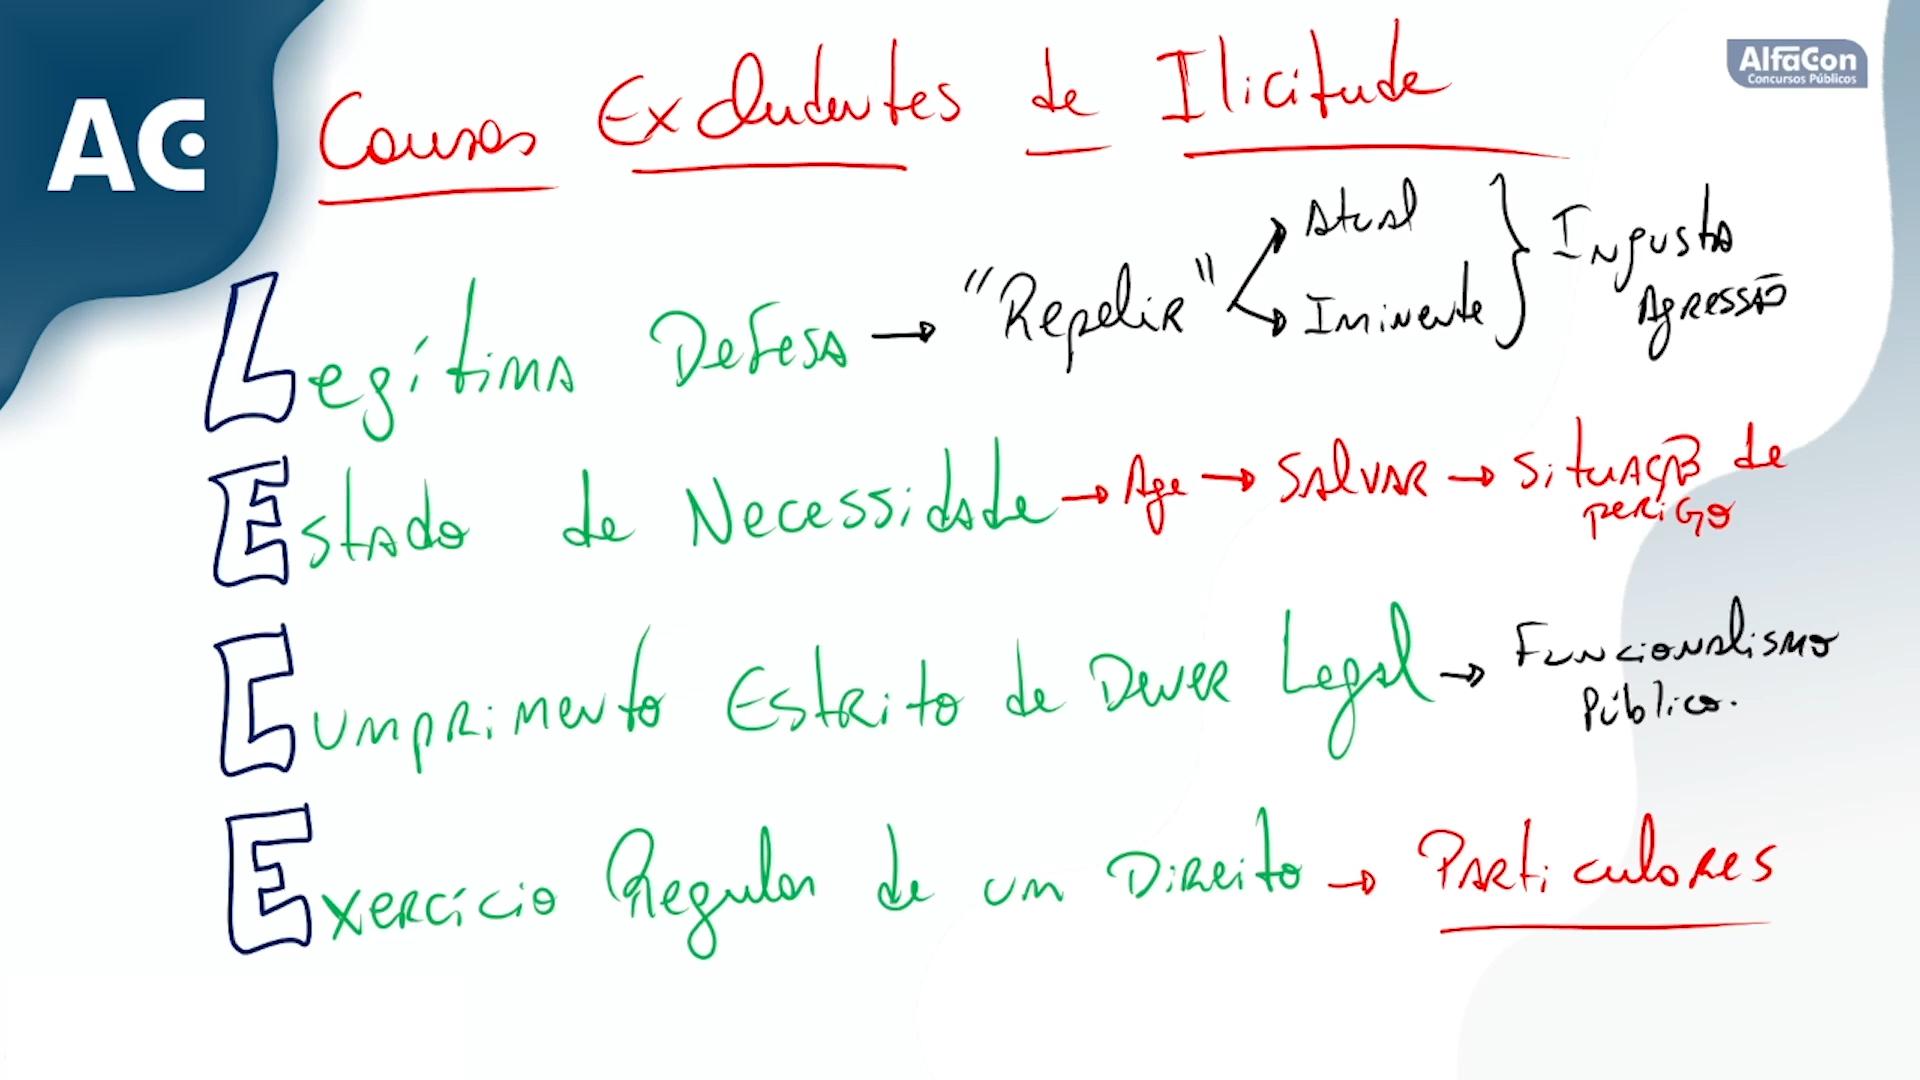 AC
AlfaCon
Concursos Públicos
Causas Excludentes de Ilicitude
Legítima Defesa → "Repelir" Atual
Iminente
Injusta
Agressão
Estado de Necessidade → Age → Salvar → Situação de
perigo
Cumprimento Estrito de Dever Legal → Funcionalismo
Público.
Exercício Regular de um Direito → Particulares